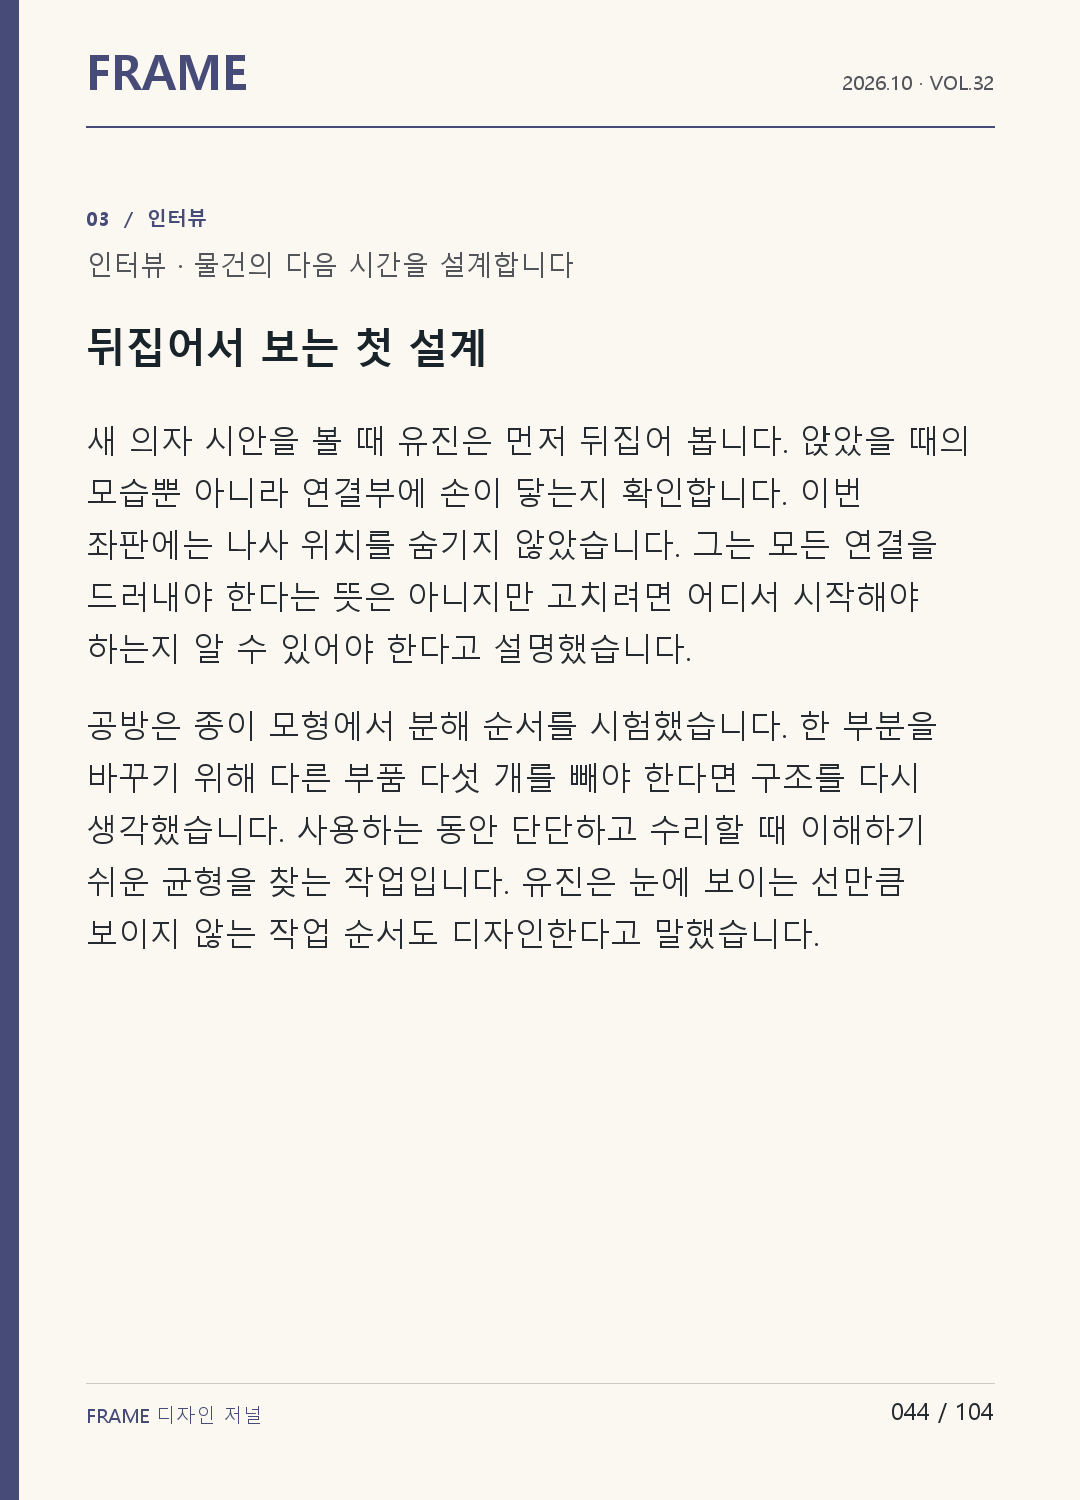 FRAME
2026.10 · VOL.32
03 / 인터뷰
인터뷰 · 물건의 다음 시간을 설계합니다
뒤집어서 보는 첫 설계
새 의자 시안을 볼 때 유진은 먼저 뒤집어 봅니다. 앉았을 때의
모습뿐 아니라 연결부에 손이 닿는지 확인합니다. 이번
좌판에는 나사 위치를 숨기지 않았습니다. 그는 모든 연결을
드러내야 한다는 뜻은 아니지만 고치려면 어디서 시작해야
하는지 알 수 있어야 한다고 설명했습니다.
공방은 종이 모형에서 분해 순서를 시험했습니다. 한 부분을
바꾸기 위해 다른 부품 다섯 개를 빼야 한다면 구조를 다시
생각했습니다. 사용하는 동안 단단하고 수리할 때 이해하기
쉬운 균형을 찾는 작업입니다. 유진은 눈에 보이는 선만큼
보이지 않는 작업 순서도 디자인한다고 말했습니다.
FRAME 디자인 저널
044 / 104